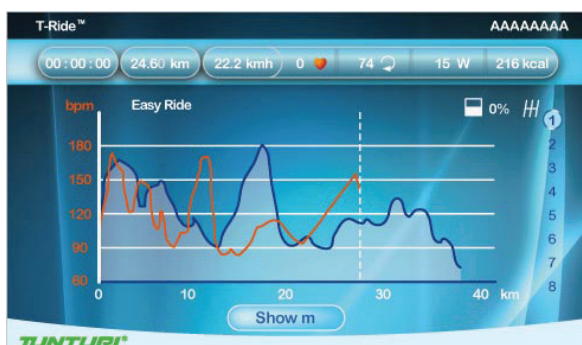 T-Ride™ AAAAAAAA
00:00:00 24.60 km 22.2 kmh 0 74 15 W 216 kcal
bpm Easy Ride 0% 1
180 2
150 3
120 4
5
90 6
7
60 8
0 10 20 30 40 km
Show m
TUNTURI®